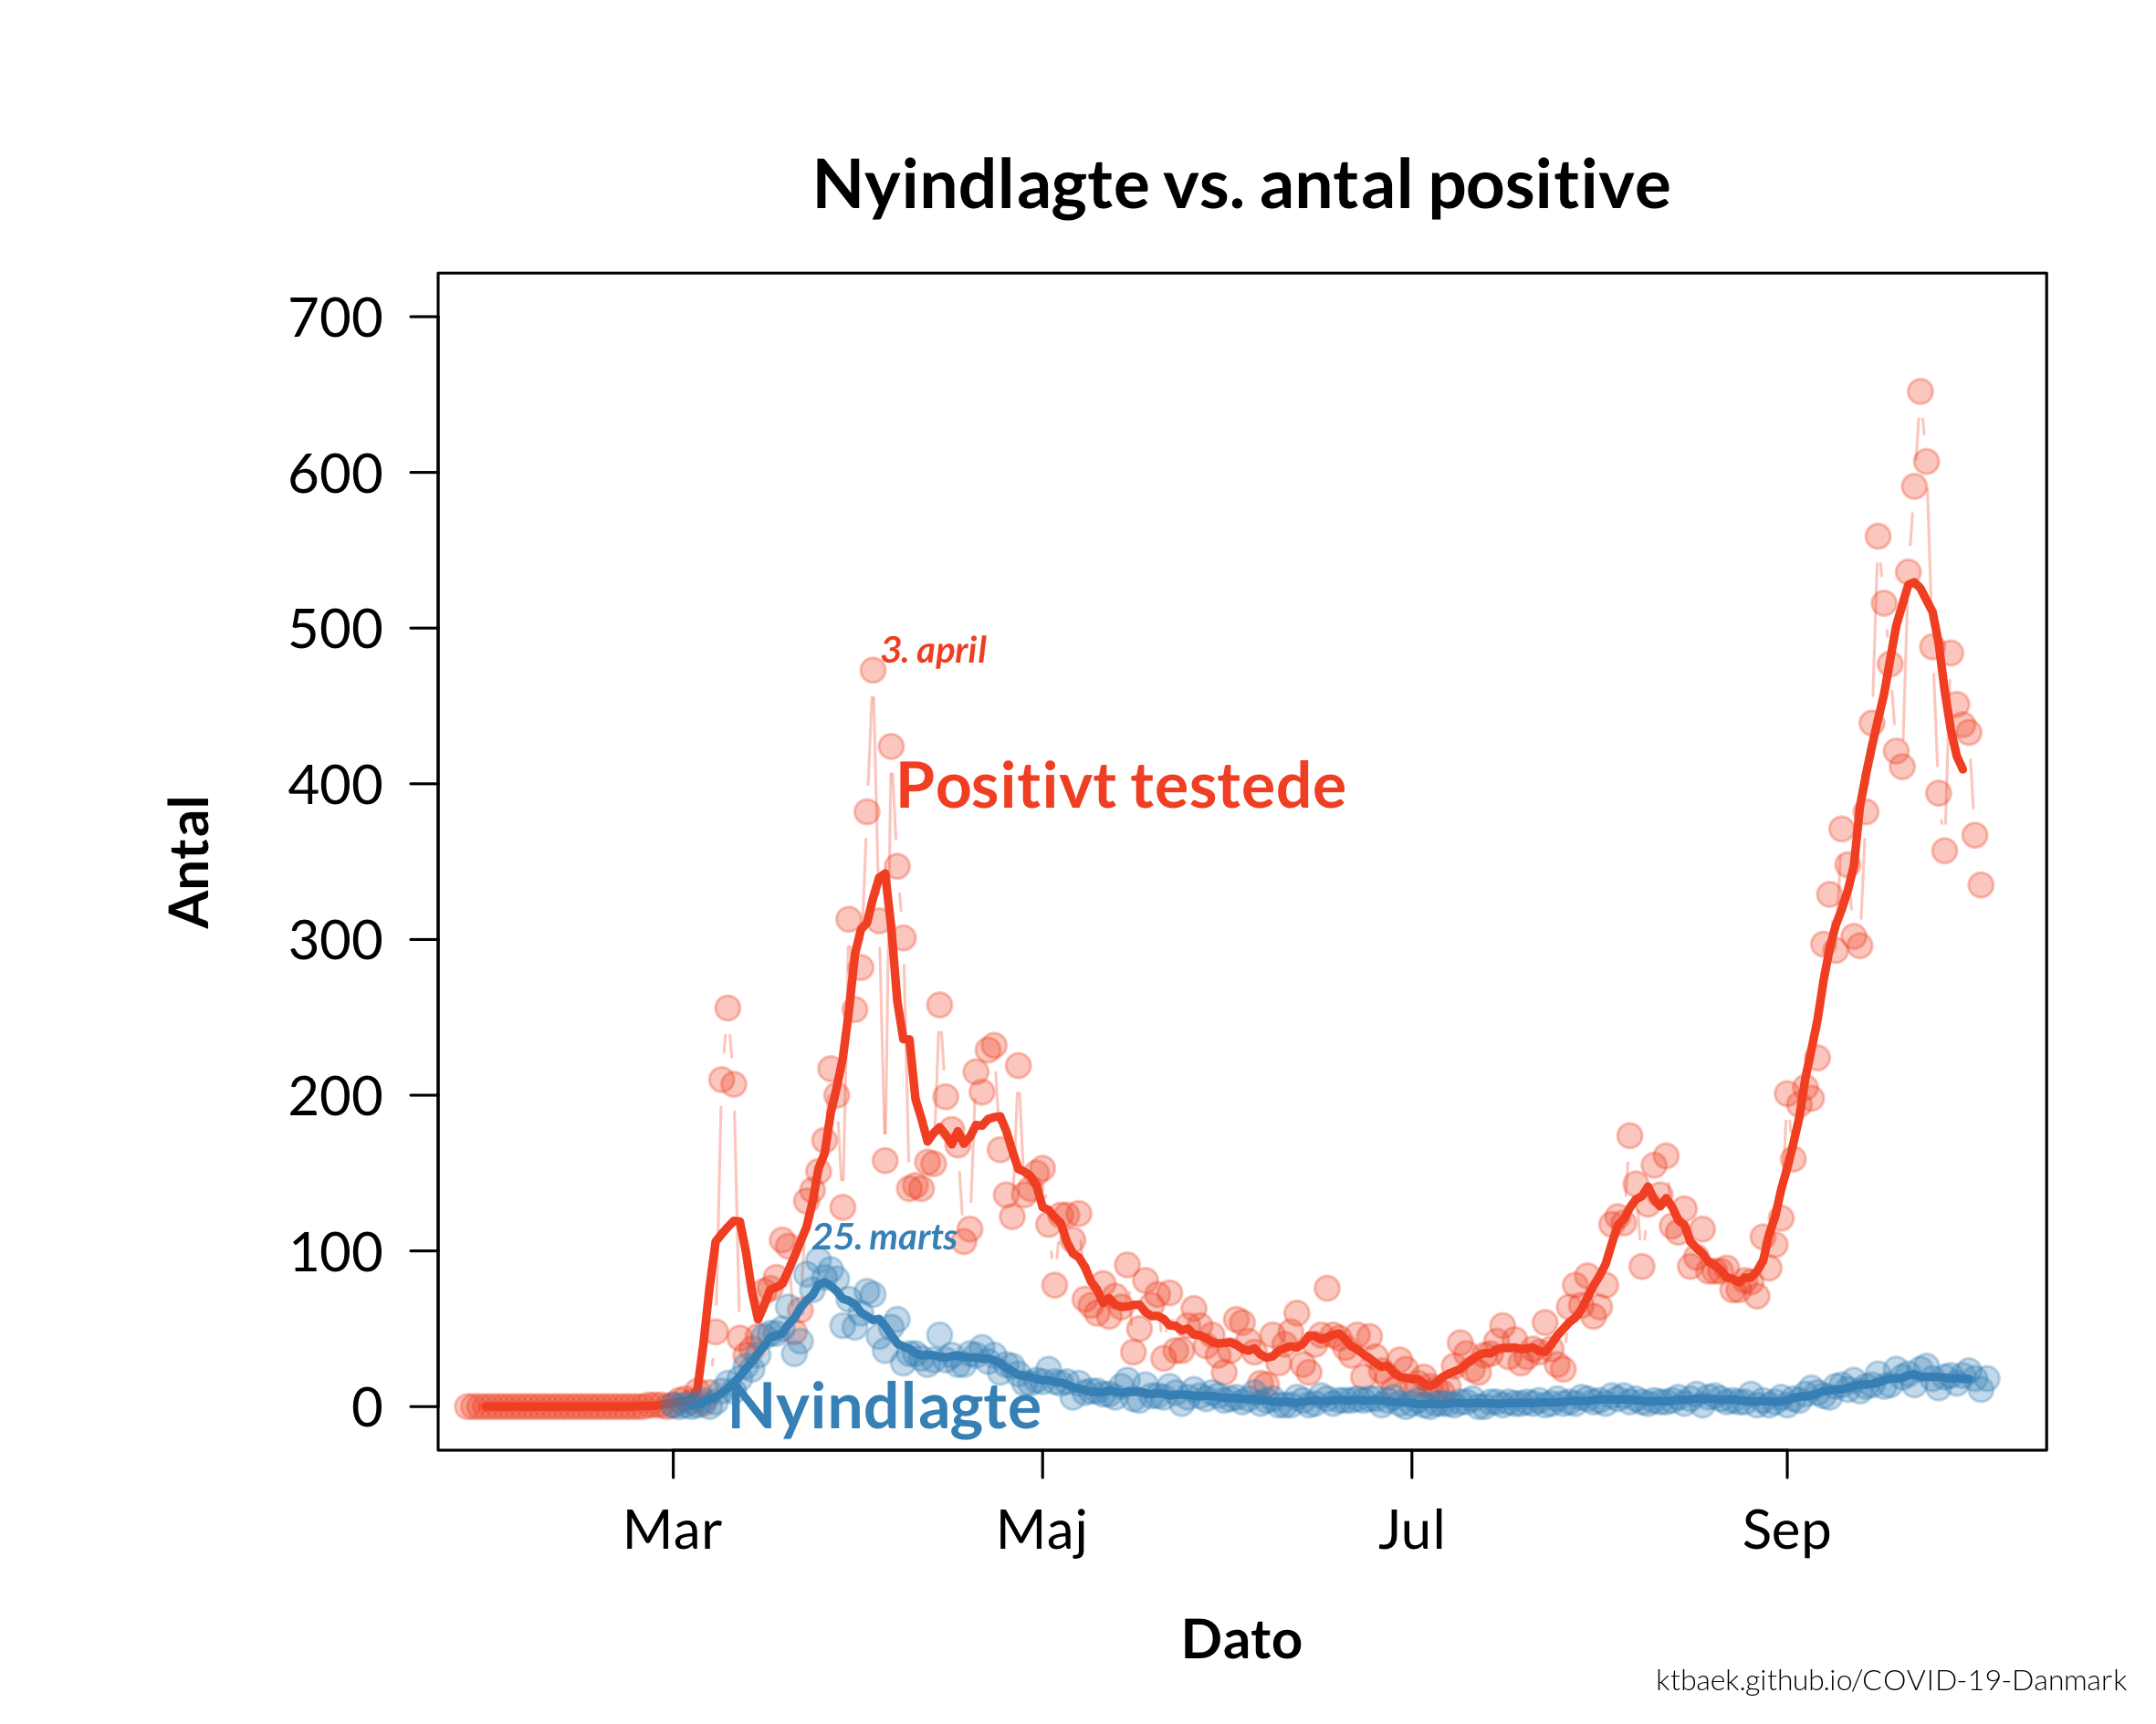 Nyindlagte vs. antal positive
700
600
500
400
300
200
100
0
Antal
3. april
Positivt testede
25. marts
Nyindlagte
Mar
Maj
Jul
Sep
Dato
ktbaek.github.io/COVID-19-Danmark